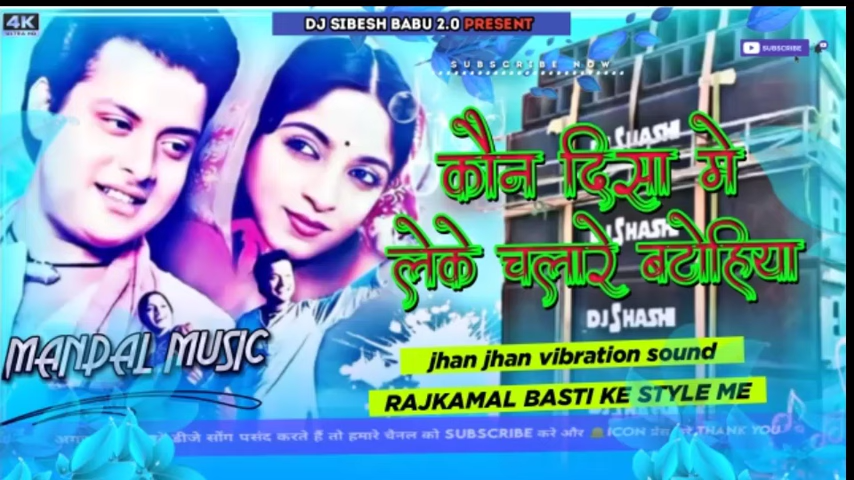 4K
ULTRA HD
DJ SIBESH BABU 2.0 PRESENT
SUBSCRIBE
SUBSCRIBE NOW
SHASHI
कौन दिसा मे
DJ SHASHI
लेके चलारे बटोहिया
DJ SHASHI
MANDAL MUSIC
jhan jhan vibration sound
RAJKAMAL BASTI KE STYLE ME
डीजे सोंग पसंद करते हैं तो हमारे चैनल को SUBSCRIBE करे और ICON THANK YOU